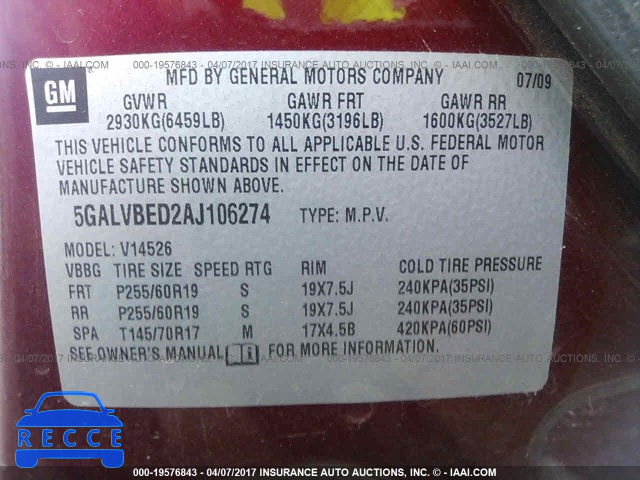 000-19576843 - 04/07/2017 INSURANCE AUTO AUCTIONS CORP. © - IAAI.COM
GM
MFD BY GENERAL MOTORS COMPANY 07/09
GVWR GAWR FRT GAWR RR
2930KG(6459LB) 1450KG(3196LB) 1600KG(3527LB)
THIS VEHICLE CONFORMS TO ALL APPLICABLE U.S. FEDERAL MOTOR
VEHICLE SAFETY STANDARDS IN EFFECT ON THE DATE OF
MANUFACTURE SHOWN ABOVE.
5GALVBED2AJ106274 TYPE: M.P.V.
MODEL: V14526
VBBG TIRE SIZE SPEED RTG RIM COLD TIRE PRESSURE
FRT P255/60R19 S 19X7.5J 240KPA(35PSI)
RR P255/60R19 S 19X7.5J 240KPA(35PSI)
SPA T145/70R17 M 17X4.5B 420KPA(60PSI)
SEE OWNER'S MANUAL i FOR MORE INFORMATION.
RECCE
000-19576843 - 04/07/2017 INSURANCE AUTO AUCTIONS CORP. © - IAAI.COM